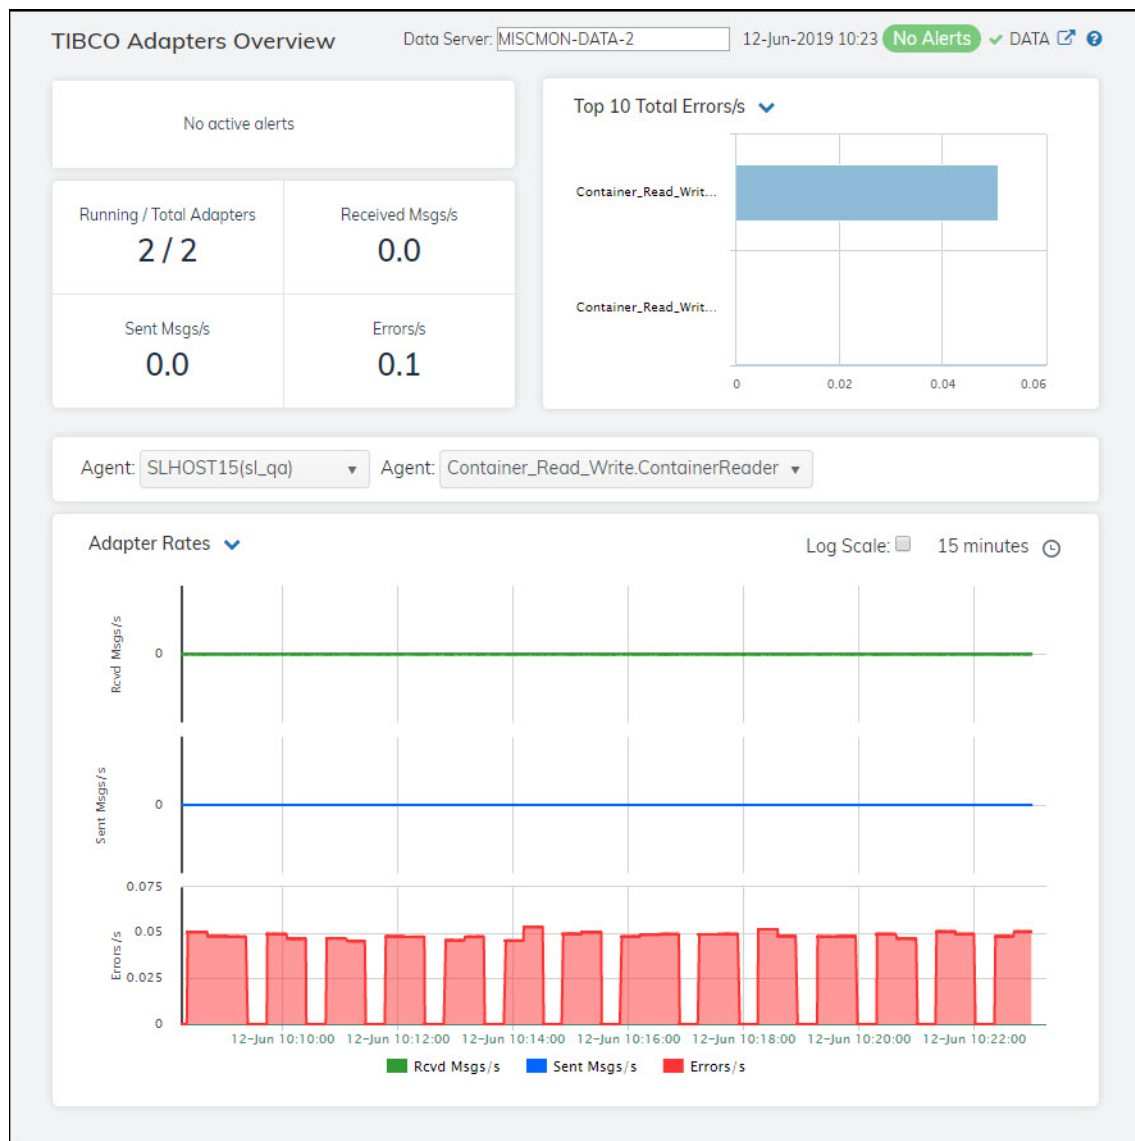 TIBCO Adapters Overview
Data Server: MISCMON-DATA-2 12-Jun-2019 10:23 No Alerts DATA
No active alerts
Running / Total Adapters
2 / 2
Received Msgs/s
0.0
Sent Msgs/s
0.0
Errors/s
0.1
Top 10 Total Errors/s
Container_Read_Writ...
Container_Read_Writ...
0 0.02 0.04 0.06
Agent: SLHOST15(sl_qa) Agent: Container_Read_Write.ContainerReader
Adapter Rates
Log Scale: 15 minutes
Rcvd Msgs/s
0
Sent Msgs/s
0
Errors/s
0.075
0.05
0.025
0
12-Jun 10:10:00 12-Jun 10:12:00 12-Jun 10:14:00 12-Jun 10:16:00 12-Jun 10:18:00 12-Jun 10:20:00 12-Jun 10:22:00
Rcvd Msgs/s Sent Msgs/s Errors/s